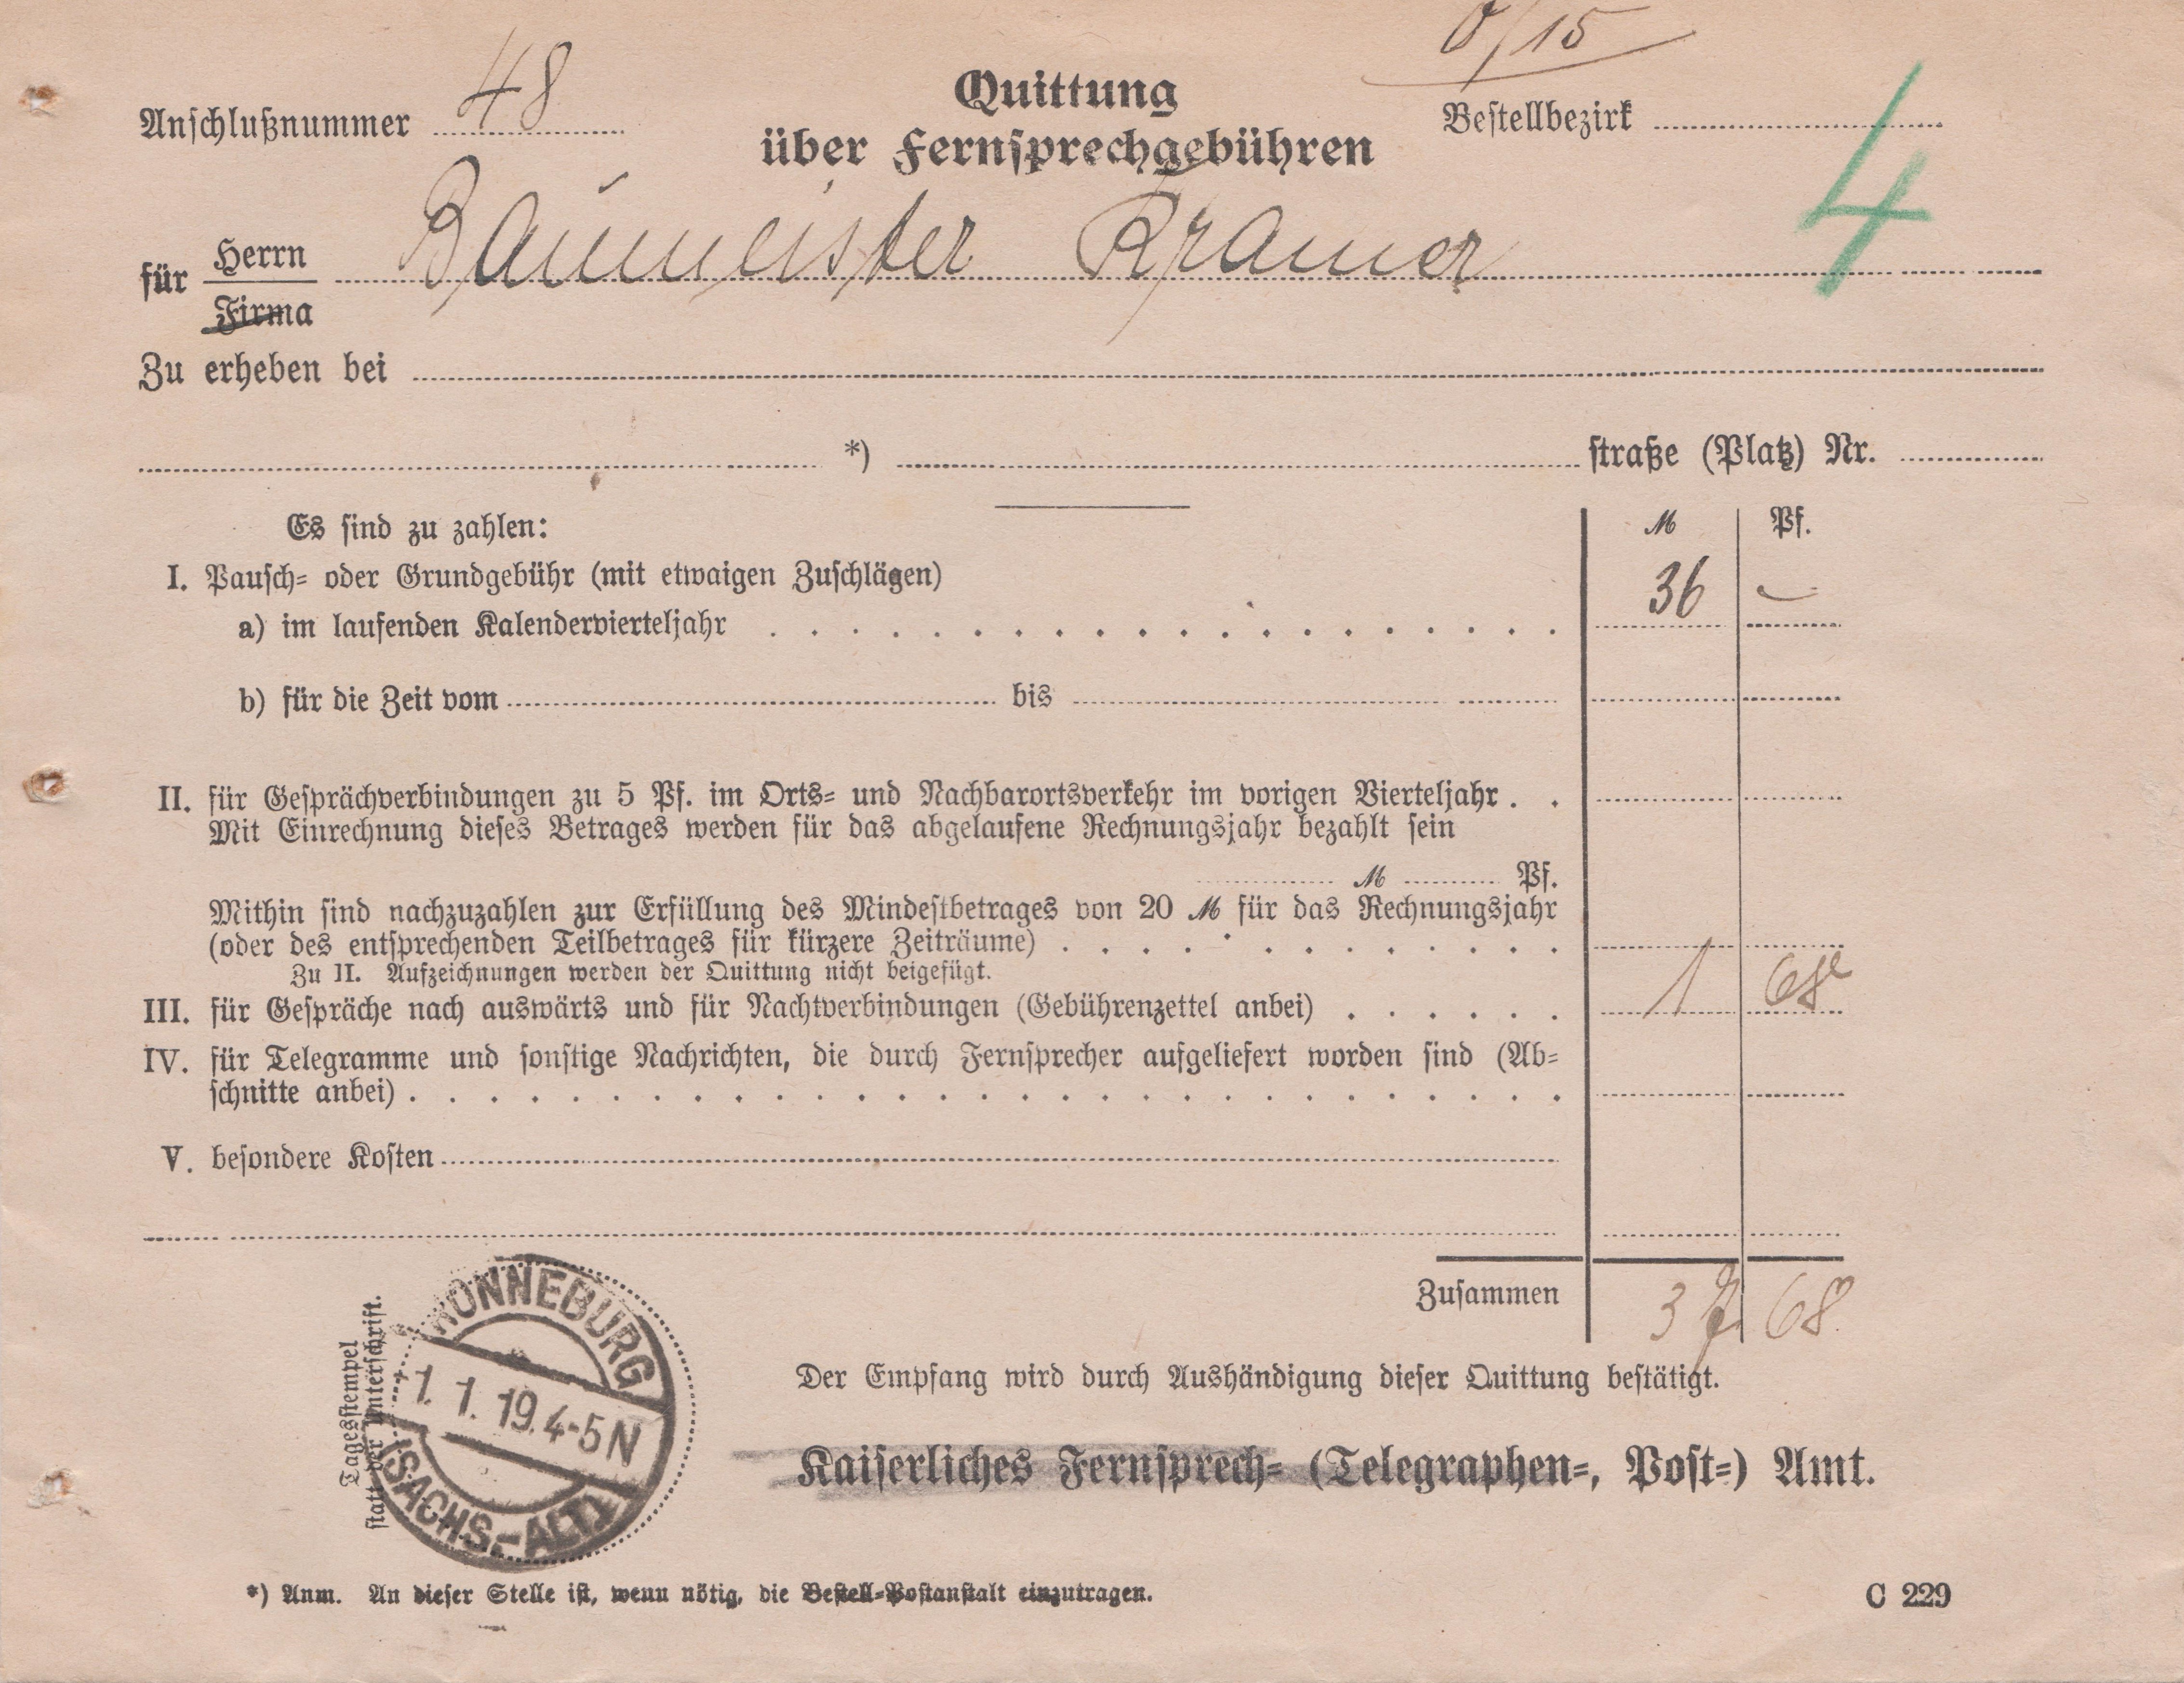 0/15
Anschlußnummer 48
Quittung
über Fernsprechgebühren
Bestellbezirk
4
für Herrn Baumeister Kramer
Firma
Zu erheben bei
*) straße (Platz) Nr.
Es sind zu zahlen:
M Pf.
I. Pausch- oder Grundgebühr (mit etwaigen Zuschlägen)
a) im laufenden Kalendervierteljahr 36 –
b) für die Zeit vom bis
II. für Gesprächverbindungen zu 5 Pf. im Orts- und Nachbarortsverkehr im vorigen Vierteljahr
Mit Einrechnung dieses Betrages werden für das abgelaufene Rechnungsjahr bezahlt sein
M Pf.
Mithin sind nachzuzahlen zur Erfüllung des Mindestbetrages von 20 M für das Rechnungsjahr
(oder des entsprechenden Teilbetrages für kürzere Zeiträume)
Zu II. Aufzeichnungen werden der Quittung nicht beigefügt.
III. für Gespräche nach auswärts und für Nachtverbindungen (Gebührenzettel anbei) 1 68
IV. für Telegramme und sonstige Nachrichten, die durch Fernsprecher aufgeliefert worden sind (Ab-
schnitte anbei)
V. besondere Kosten
Zusammen 37 68
Tagesstempel
statt der Unterschrift.
RONNEBURG
1. 1. 19. 4-5 N
(SACHS.-ALT.)
Der Empfang wird durch Aushändigung dieser Quittung bestätigt.
Kaiserliches Fernsprech- (Telegraphen-, Post-) Amt.
*) Anm. An dieser Stelle ist, wenn nötig, die Bestell-Postanstalt einzutragen.
C 229